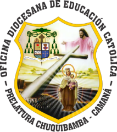 OFICINA DIOCESANA DE EDUCACIÓN CATÓLICA
PRELATURA CHUQUIBAMBA - CAMANÁ